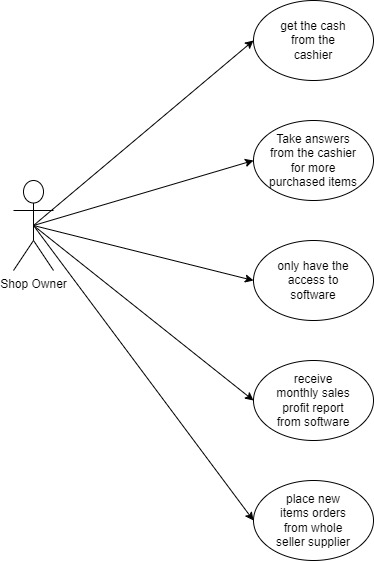 get the cash
from the
cashier
Take answers
from the cashier
for more
purchased items
Shop Owner
only have the
access to
software
receive
monthly sales
profit report
from software
place new
items orders
from whole
seller supplier